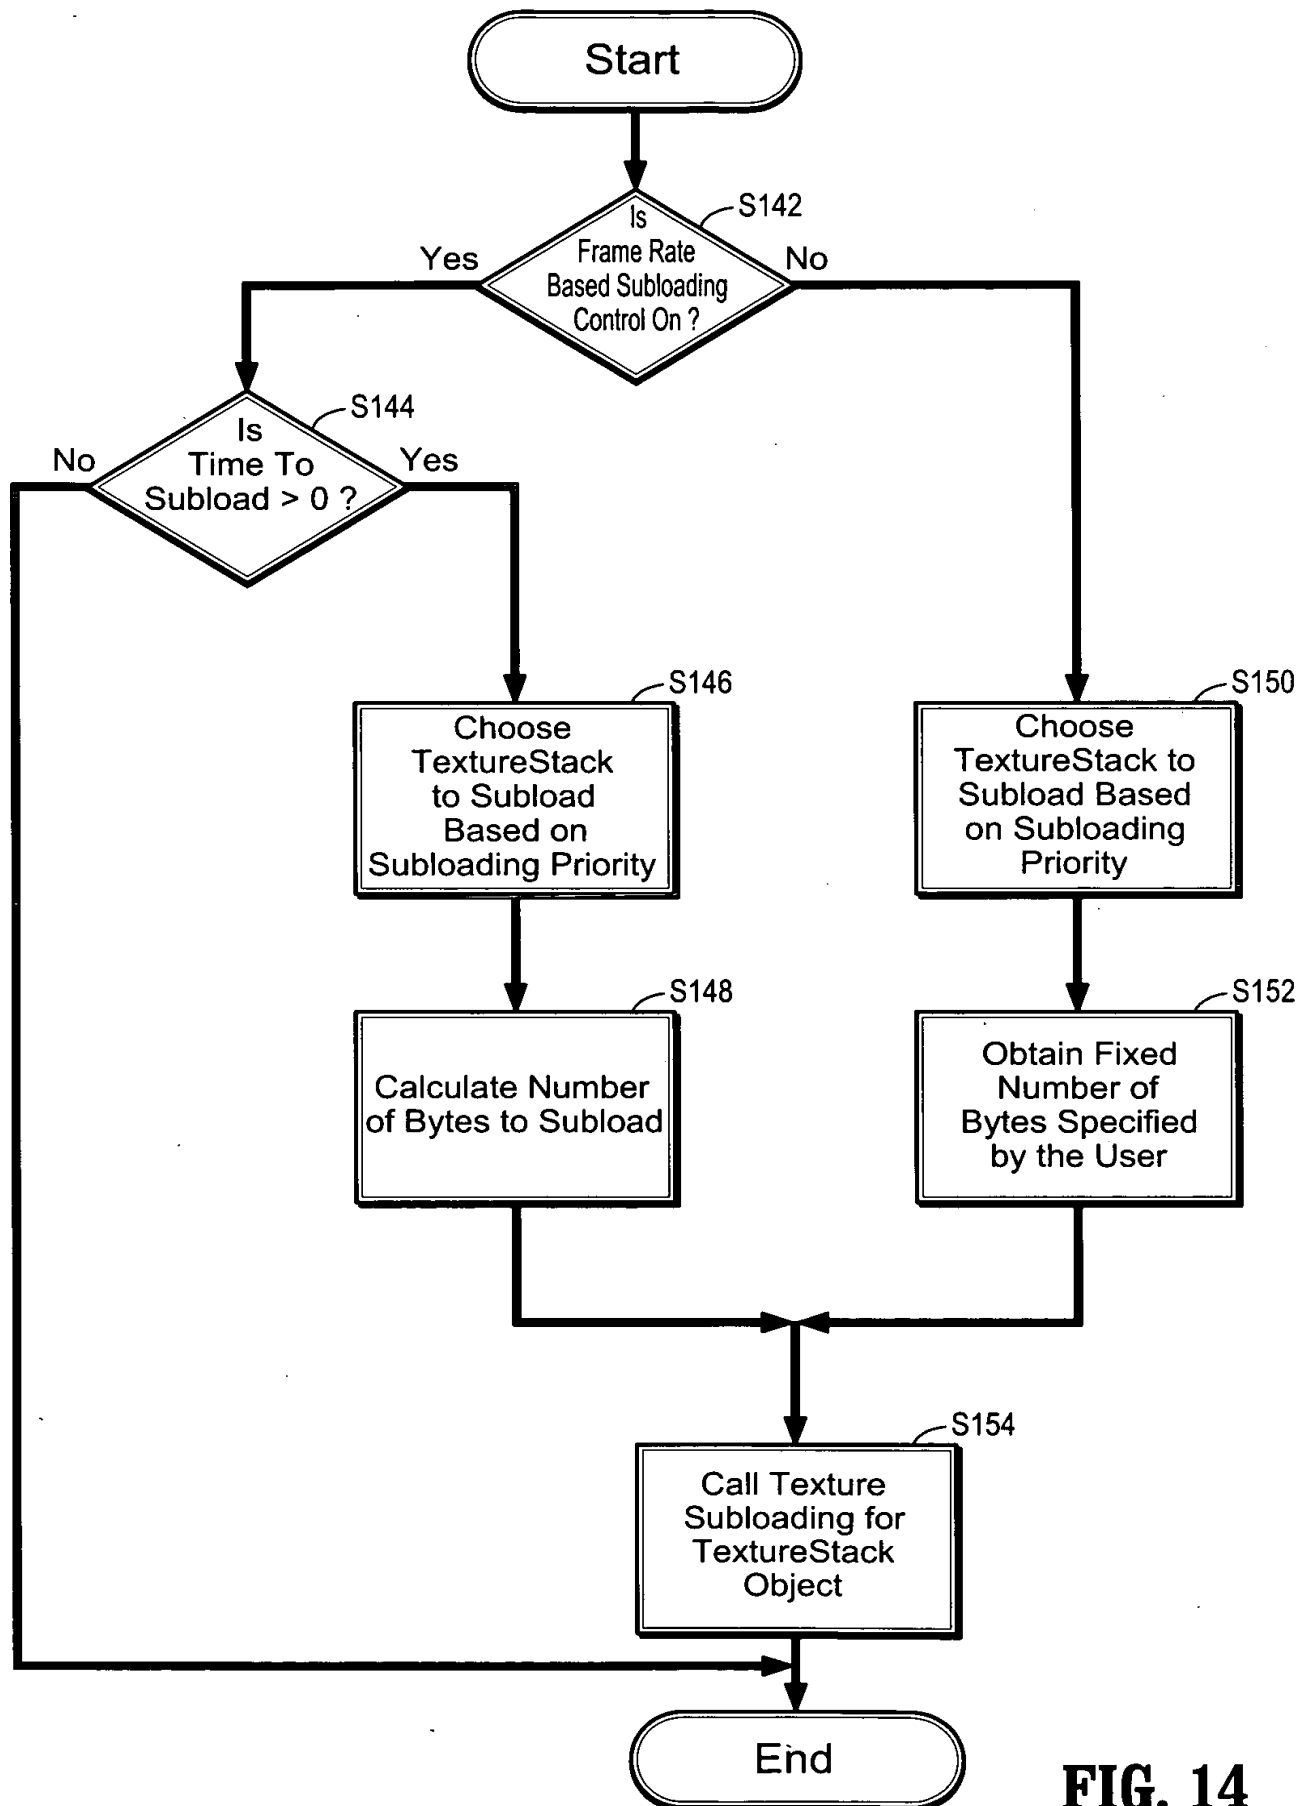 Start
S142
Is
Frame Rate
Based Subloading
Control On ?
Yes
No
S144
Is
Time To
Subload > 0 ?
No
Yes
S146
Choose
TextureStack
to Subload
Based on
Subloading Priority
S150
Choose
TextureStack to
Subload Based
on Subloading
Priority
S148
Calculate Number
of Bytes to Subload
S152
Obtain Fixed
Number of
Bytes Specified
by the User
S154
Call Texture
Subloading for
TextureStack
Object
End
FIG. 14